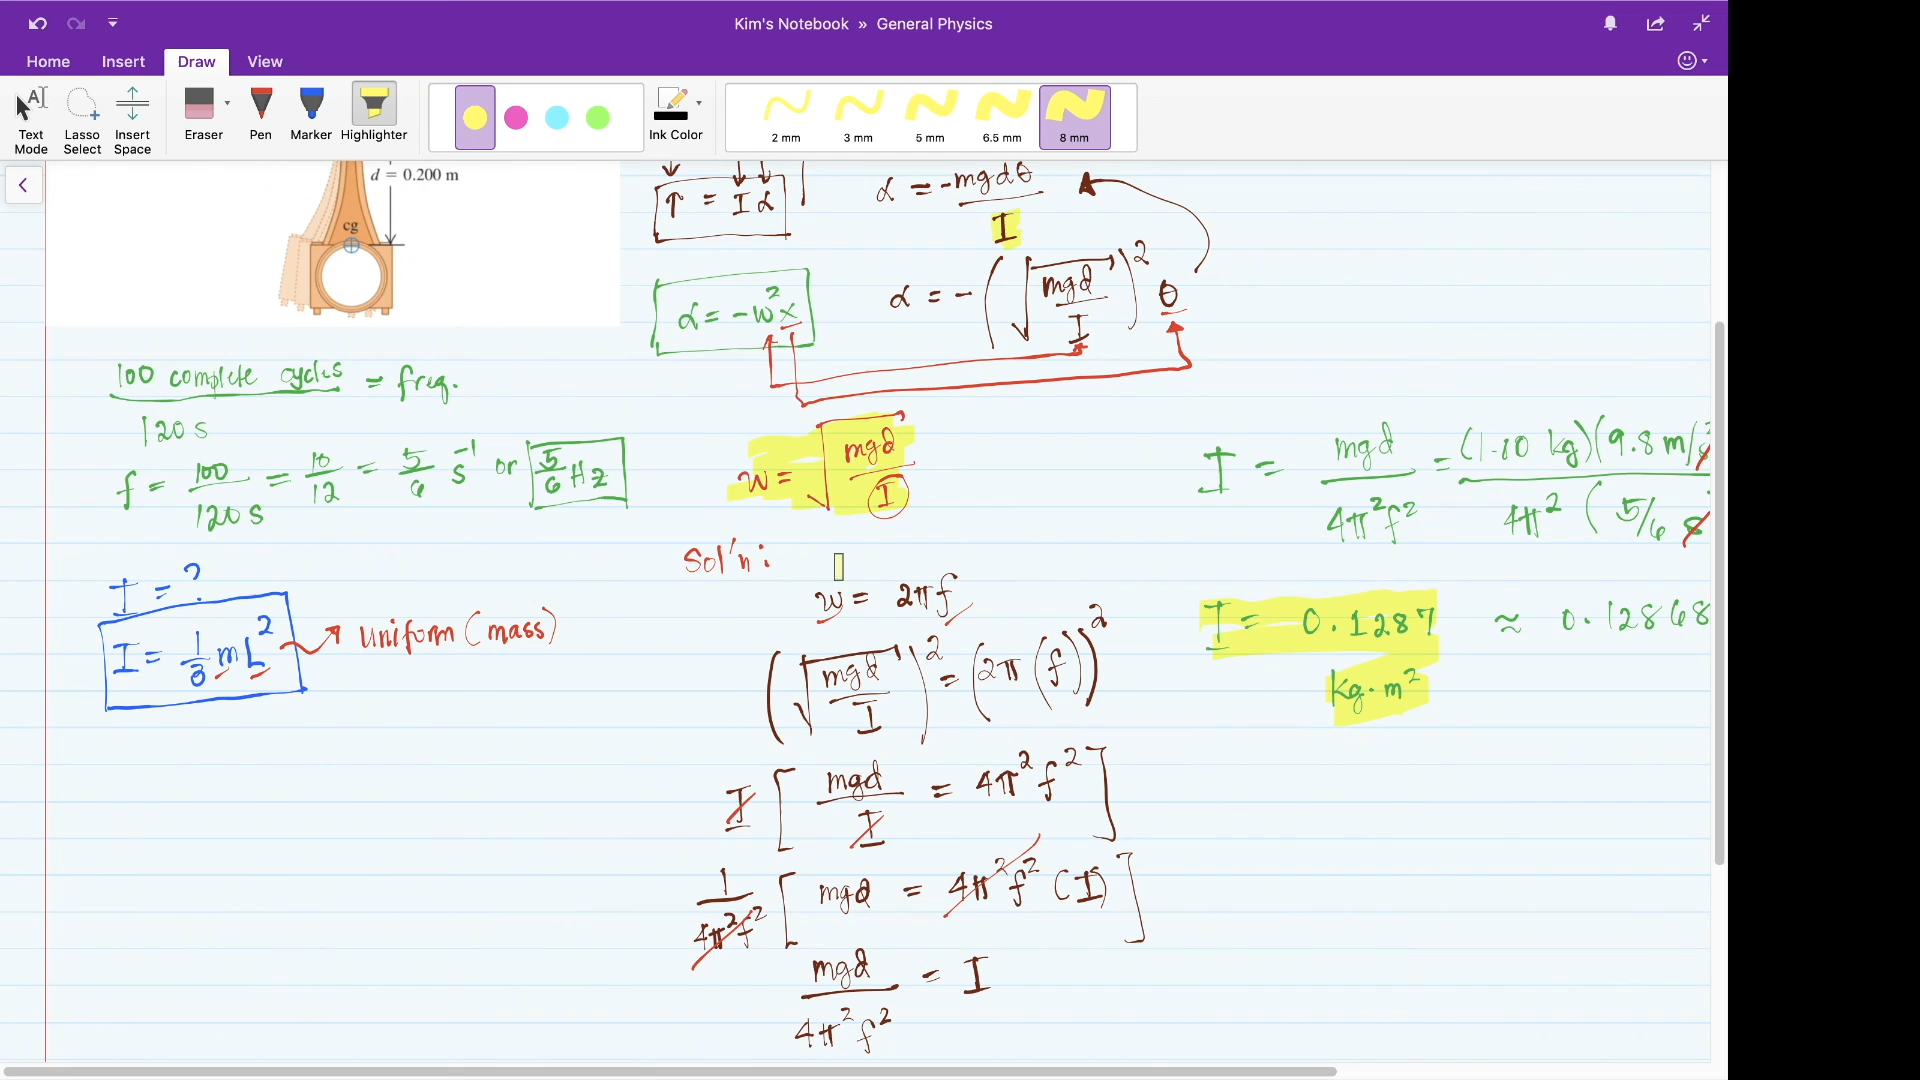 Kim's Notebook » General Physics
Home Insert Draw View
Text Mode
Lasso Select
Insert Space
Eraser
Pen
Marker
Highlighter
Ink Color
2 mm
3 mm
5 mm
6.5 mm
8 mm
d = 0.200 m
cg
τ = I α
α = -mgdθ / I
α = -ω²x
α = - (√(mgd / I))² θ
100 complete cycles / 120 s = freq.
f = 100 / 120 s = 10/12 = 5/6 s⁻¹ or 5/6 Hz
ω = √(mgd / I)
I = mgd / 4π²f² = (1.10 kg)(9.8 m/s² / 4π² (5/6 s
I = ?
I = 1/3 mL² → Uniform (mass)
Sol'n:
ω = 2πf
(√(mgd / I))² = (2π (f))²
I = 0.1287 kg·m² ≈ 0.12868
I [ mgd / I = 4π²f² ]
1 / 4π²f² [ mgd = 4π²f² (I) ]
mgd / 4π²f² = I